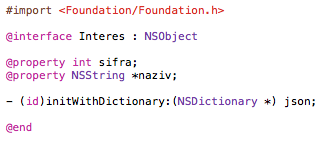 #import <Foundation/Foundation.h>
@interface Interes : NSObject
@property int sifra;
@property NSString *naziv;
- (id)initWithDictionary:(NSDictionary *) json;
@end